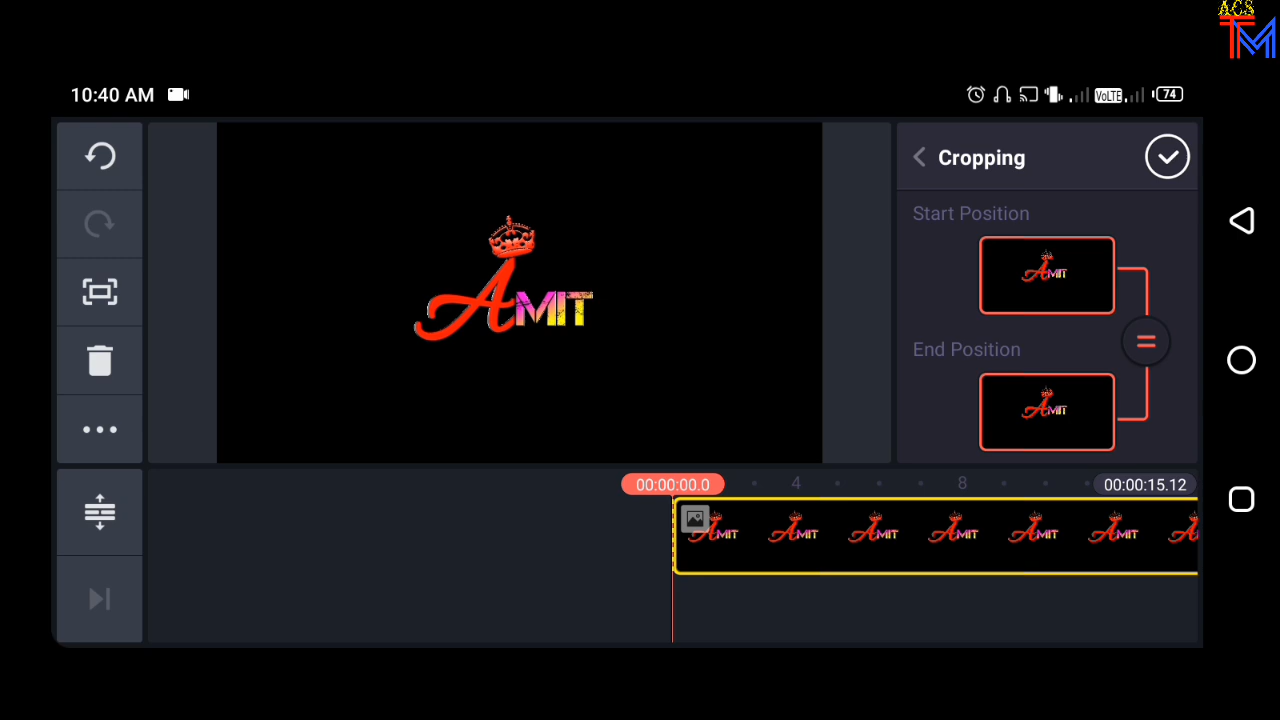 ACS
TM
10:40 AM
VoLTE
74
Cropping
Start Position
AMIT
End Position
AMIT
AMIT
00:00:00.0
4
8
00:00:15.12
AMIT
AMIT
AMIT
AMIT
AMIT
AMIT
A